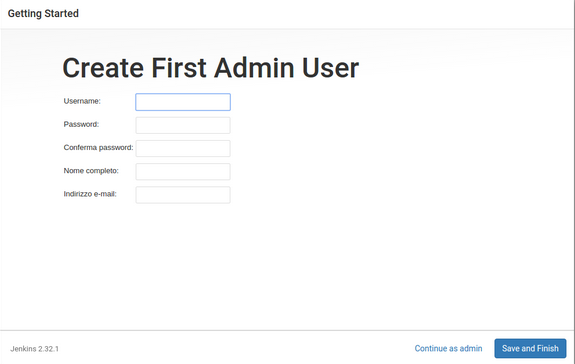 Getting Started
Create First Admin User
Username:
Password:
Conferma password:
Nome completo:
Indirizzo e-mail:
Jenkins 2.32.1
Continue as admin
Save and Finish